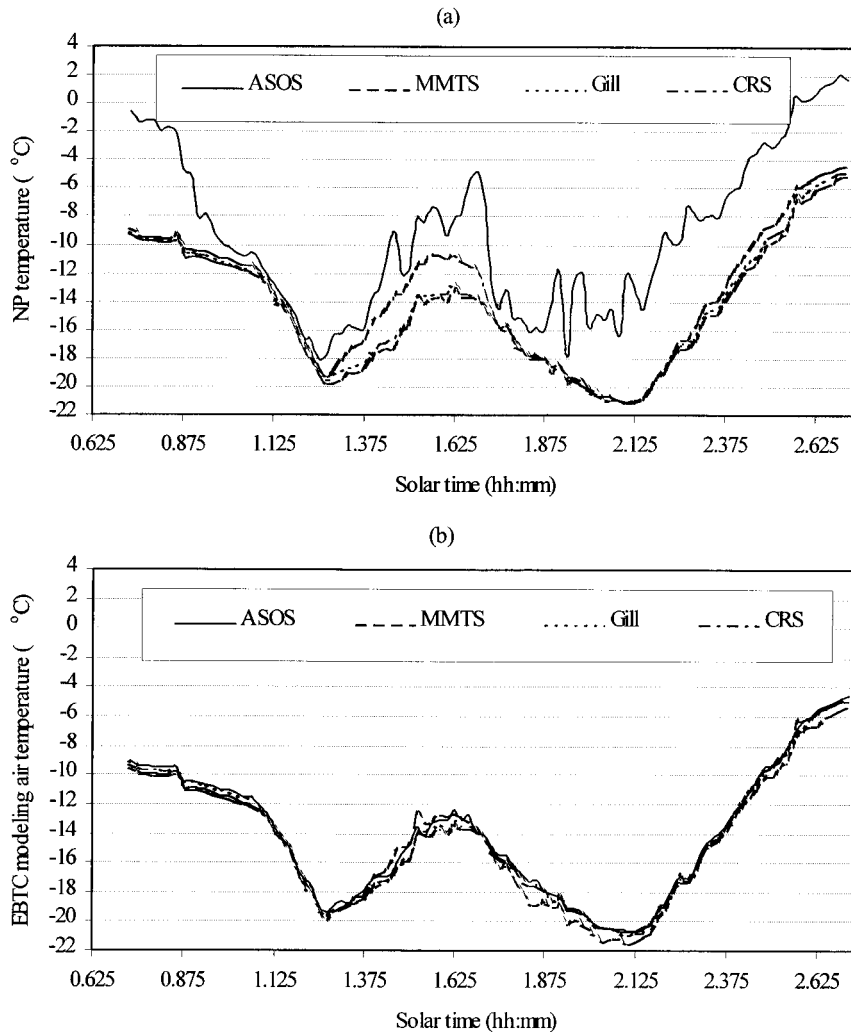 (a)
4
2
0
-2
-4
-6
-8
-10
-12
-14
-16
-18
-20
-22
NP temperature ( °C)
ASOS MMTS Gill CRS
0.625 0.875 1.125 1.375 1.625 1.875 2.125 2.375 2.625
Solar time (hh:mm)
(b)
4
2
0
-2
-4
-6
-8
-10
-12
-14
-16
-18
-20
-22
EBTC modeling air temperature ( °C)
ASOS MMTS Gill CRS
0.625 0.875 1.125 1.375 1.625 1.875 2.125 2.375 2.625
Solar time (hh:mm)